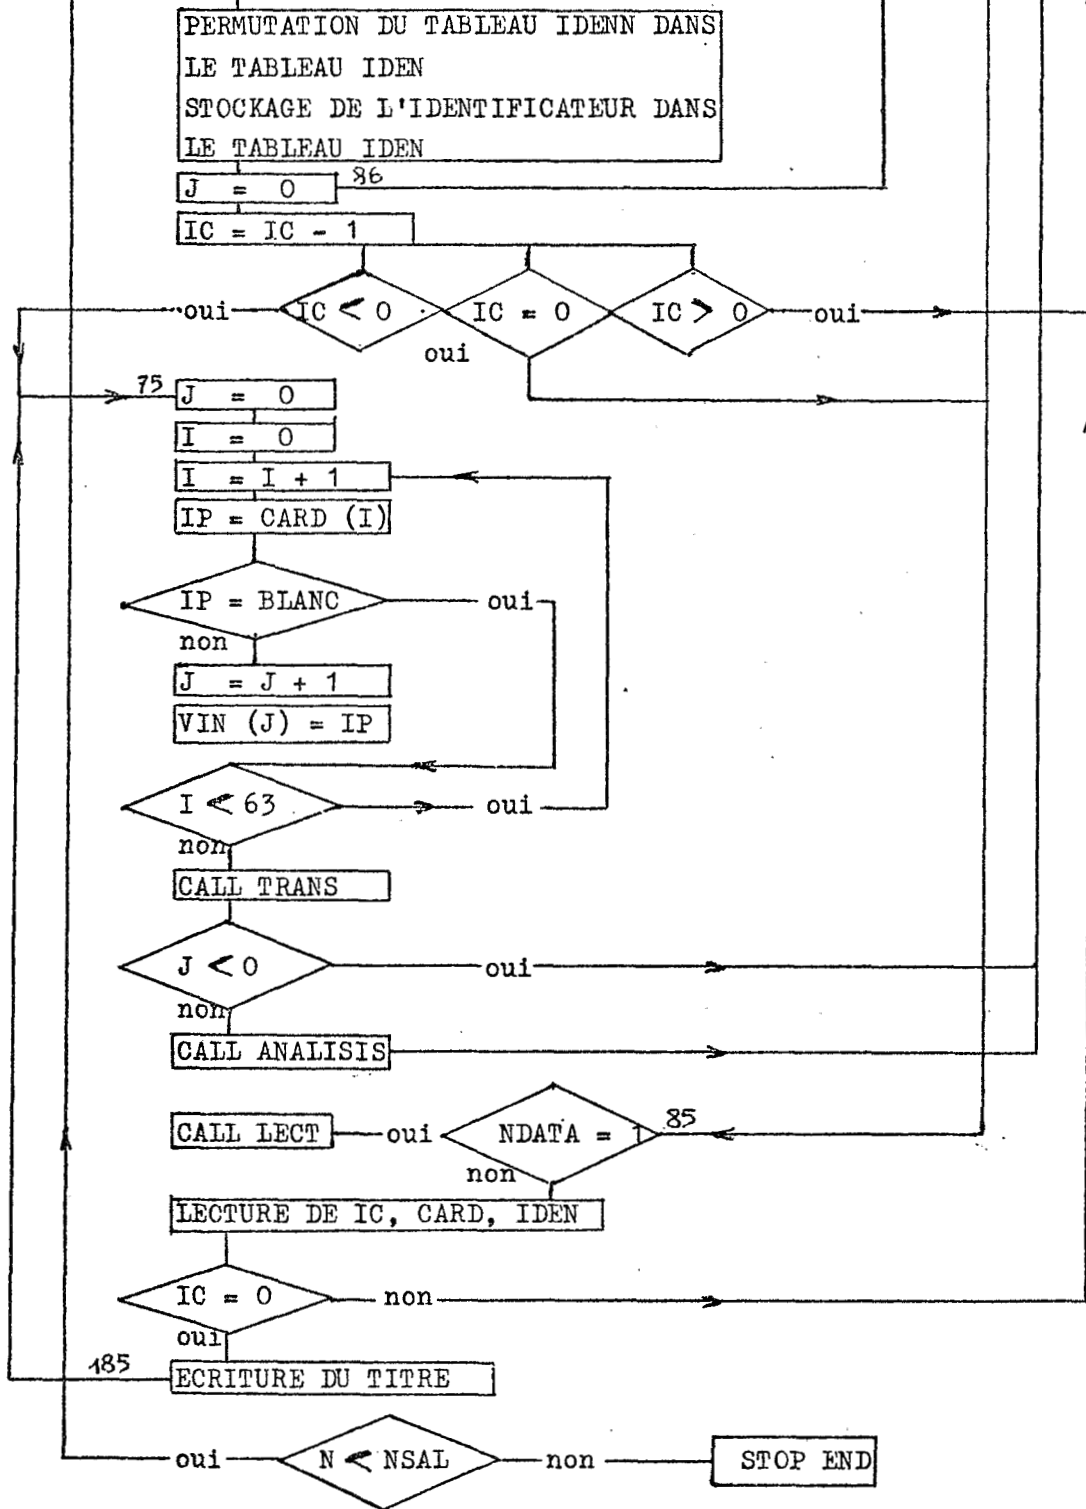 PERMUTATION DU TABLEAU IDENN DANS
LE TABLEAU IDEN
STOCKAGE DE L'IDENTIFICATEUR DANS
LE TABLEAU IDEN
J = 0
86
IC = IC - 1
oui
IC < 0
IC = 0
IC > 0
oui
oui
75
J = 0
I = 0
I = I + 1
IP = CARD (I)
IP = BLANC
oui
non
J = J + 1
VIN (J) = IP
I < 63
oui
non
CALL TRANS
J < 0
oui
non
CALL ANALISIS
CALL LECT
oui
NDATA = 1
85
non
LECTURE DE IC, CARD, IDEN
IC = 0
non
oui
185
ECRITURE DU TITRE
oui
N < NSAL
non
STOP END